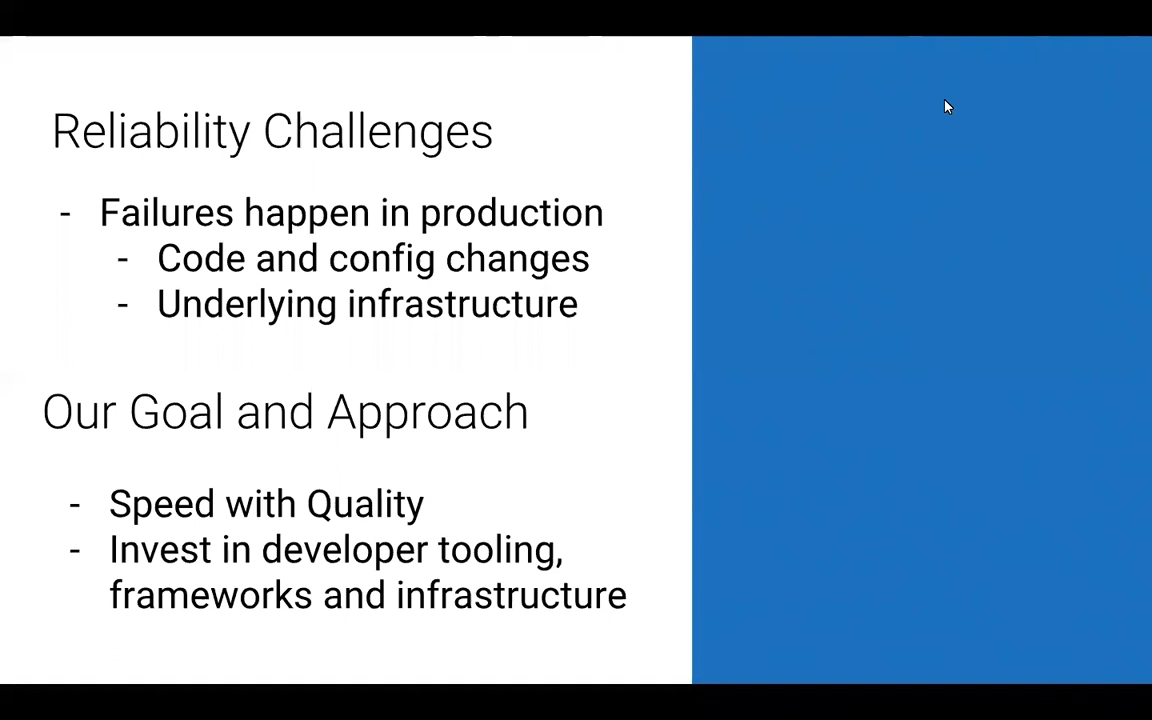 Reliability Challenges
- Failures happen in production
- Code and config changes
- Underlying infrastructure
Our Goal and Approach
- Speed with Quality
- Invest in developer tooling,
frameworks and infrastructure